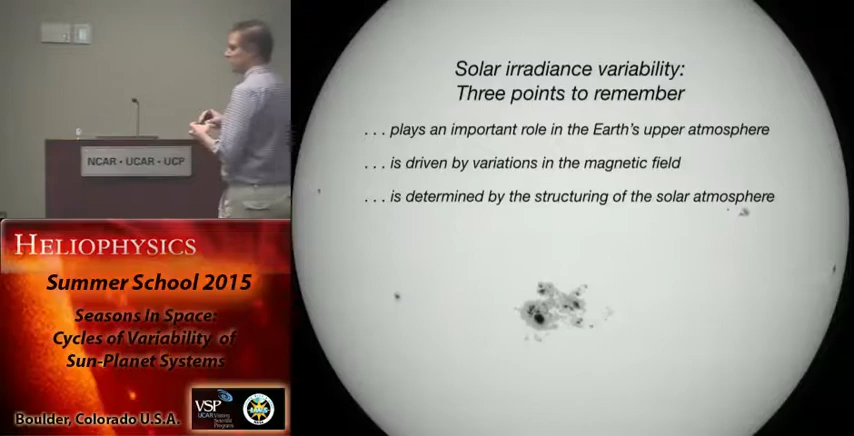 NCAR • UCAR • UCP
HELIOPHYSICS
Summer School 2015
Seasons In Space:
Cycles of Variability of
Sun-Planet Systems
VSP
UCAR Visiting
Scientist
Programs
Boulder, Colorado U.S.A.
Solar irradiance variability:
Three points to remember
. . . plays an important role in the Earth's upper atmosphere
. . . is driven by variations in the magnetic field
. . . is determined by the structuring of the solar atmosphere